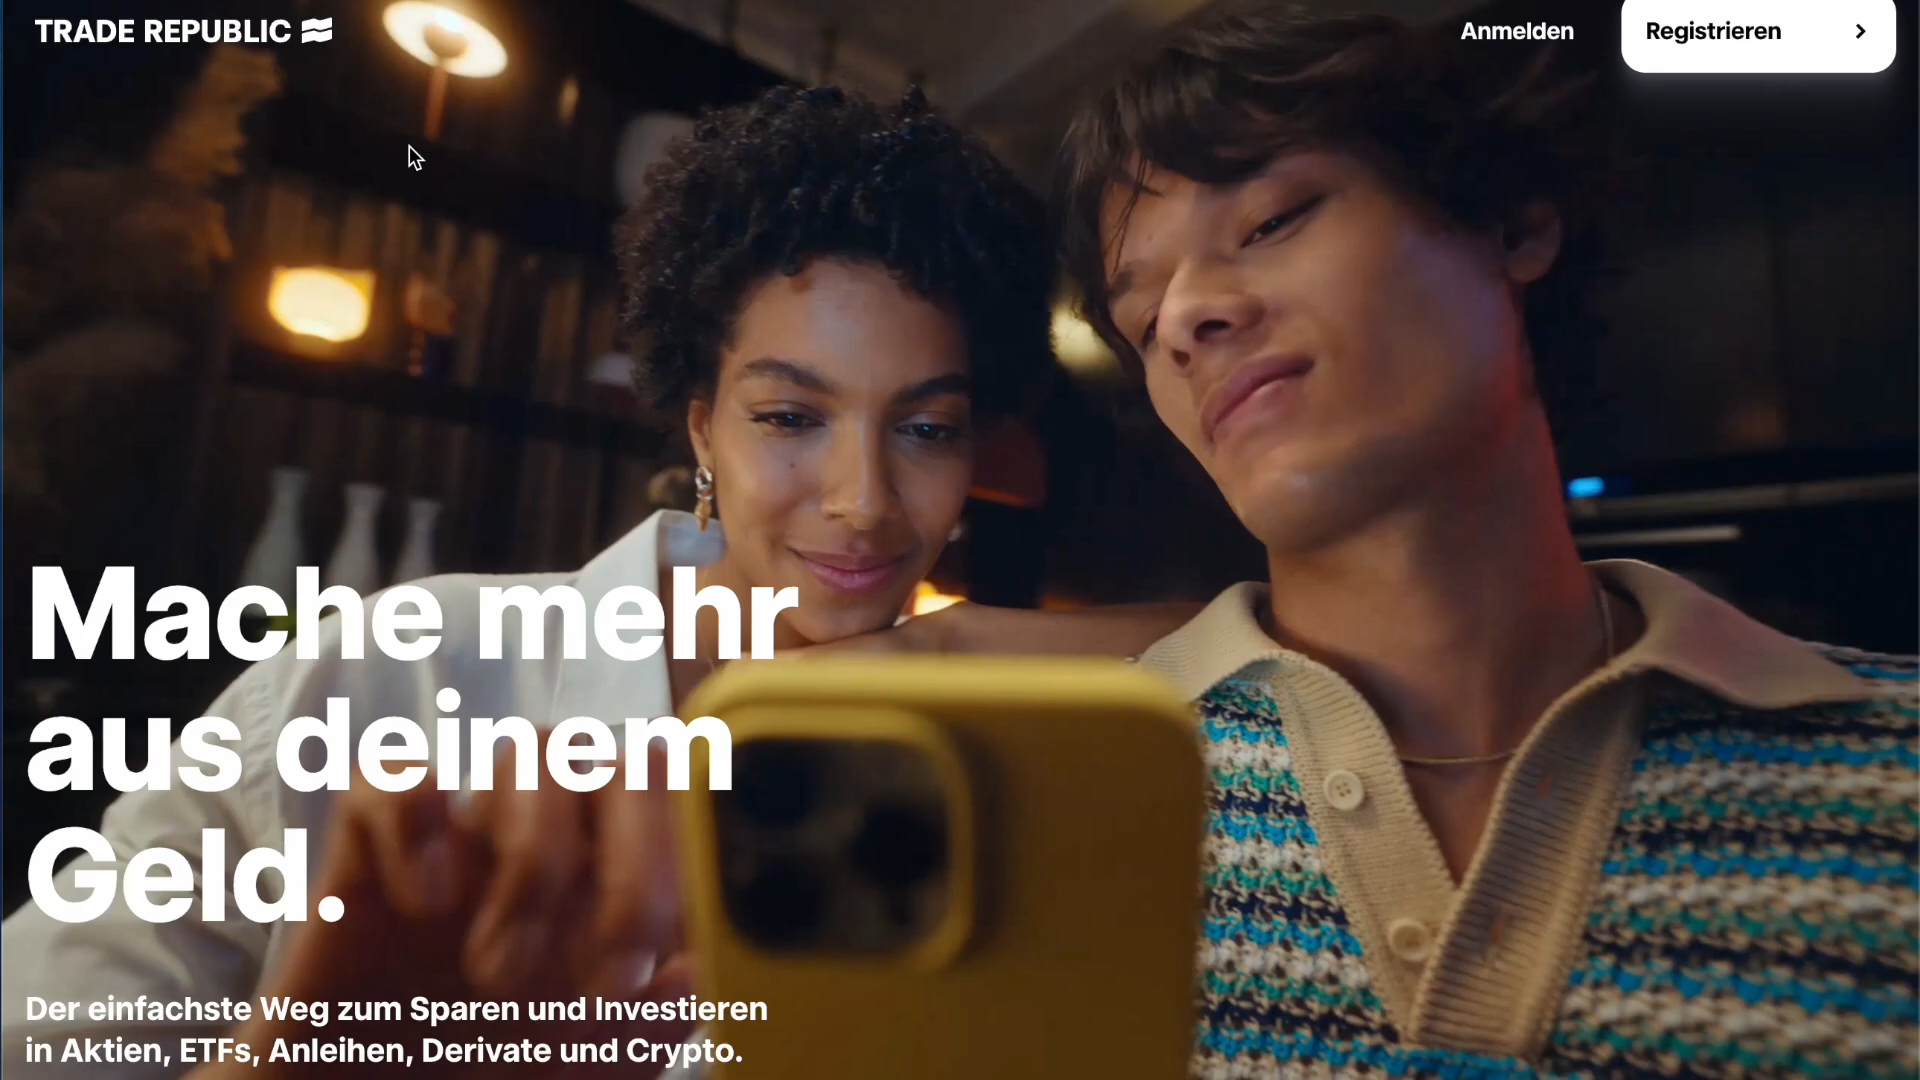 TRADE REPUBLIC
Anmelden
Registrieren
Mache mehr
aus deinem
Geld.
Der einfachste Weg zum Sparen und Investieren
in Aktien, ETFs, Anleihen, Derivate und Crypto.